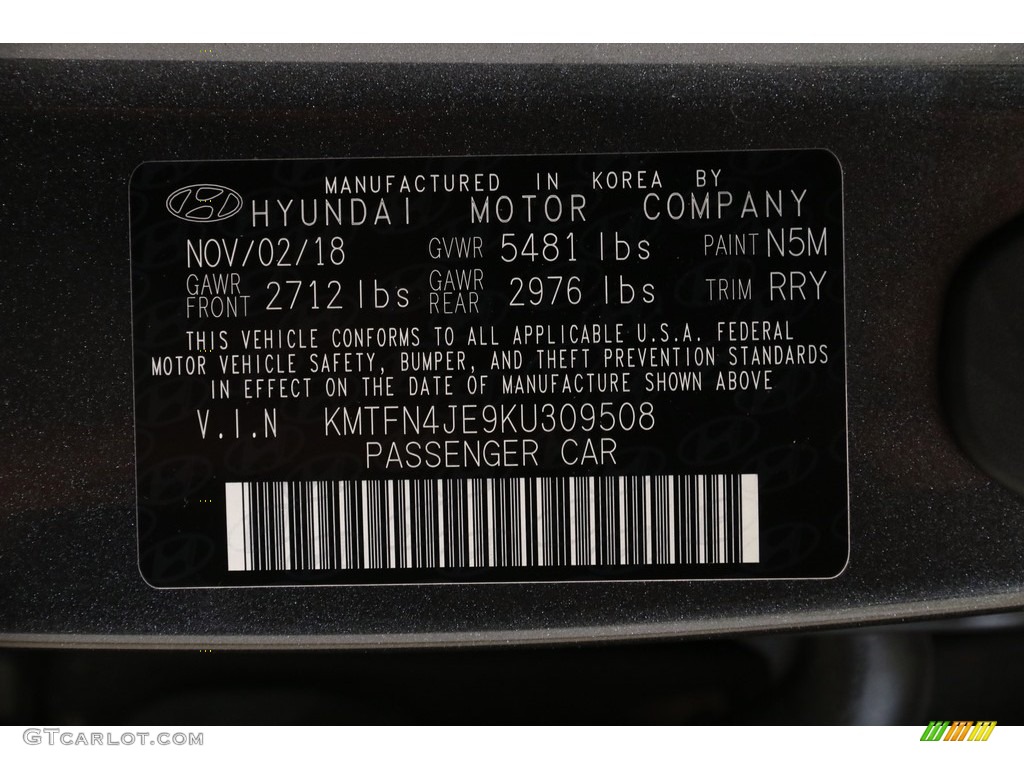 MANUFACTURED IN KOREA BY
HYUNDAI MOTOR COMPANY
NOV/02/18 GVWR 5481 lbs PAINT N5M
GAWR FRONT 2712 lbs GAWR REAR 2976 lbs TRIM RRY
THIS VEHICLE CONFORMS TO ALL APPLICABLE U.S.A. FEDERAL
MOTOR VEHICLE SAFETY, BUMPER, AND THEFT PREVENTION STANDARDS
IN EFFECT ON THE DATE OF MANUFACTURE SHOWN ABOVE
V.I.N KMTFN4JE9KU309508
PASSENGER CAR
GTCARLOT.COM